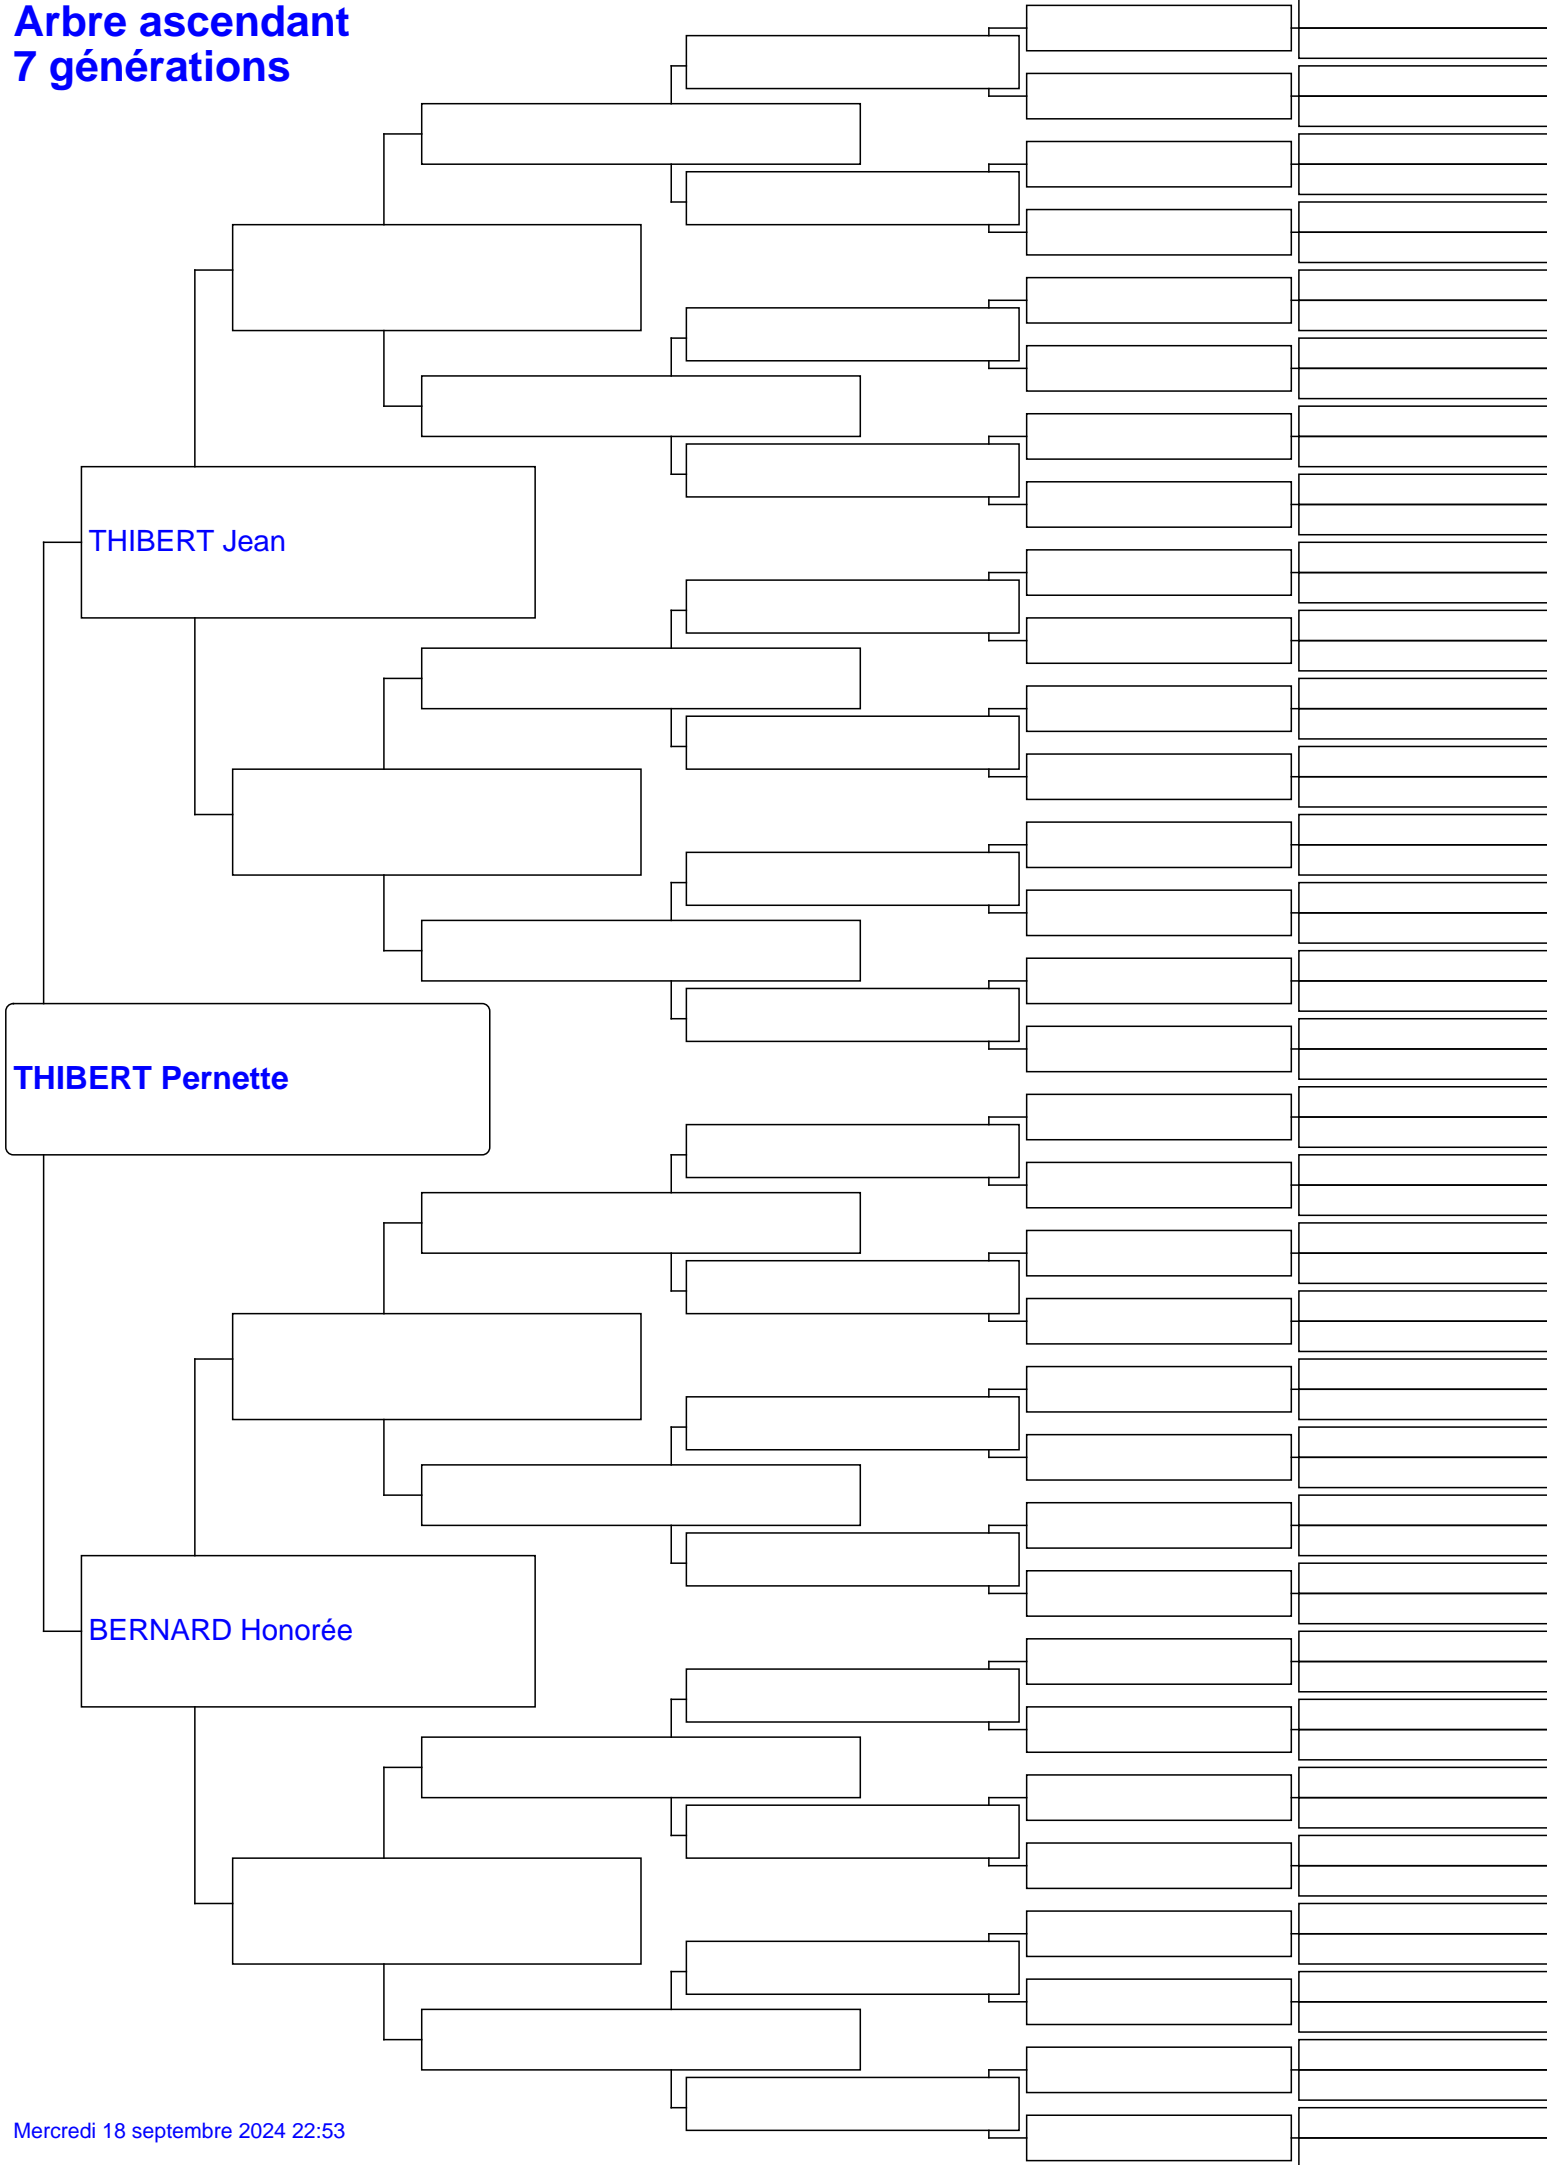 Arbre ascendant
7 générations
THIBERT Jean
THIBERT Pernette
BERNARD Honorée
Mercredi 18 septembre 2024 22:53